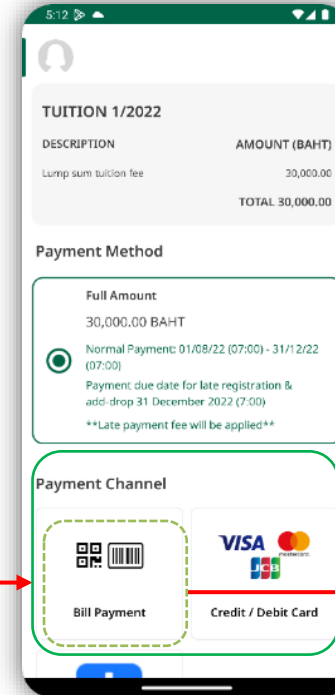 5:12
TUITION 1/2022
DESCRIPTION AMOUNT (BAHT)
Lump sum tuition fee 30,000.00
TOTAL 30,000.00
Payment Method
Full Amount
30,000.00 BAHT
Normal Payment: 01/08/22 (07:00) - 31/12/22
(07:00)
Payment due date for late registration &
add-drop 31 December 2022 (7:00)
**Late payment fee will be applied**
Payment Channel
VISA
mastercard
JCB
Bill Payment Credit / Debit Card